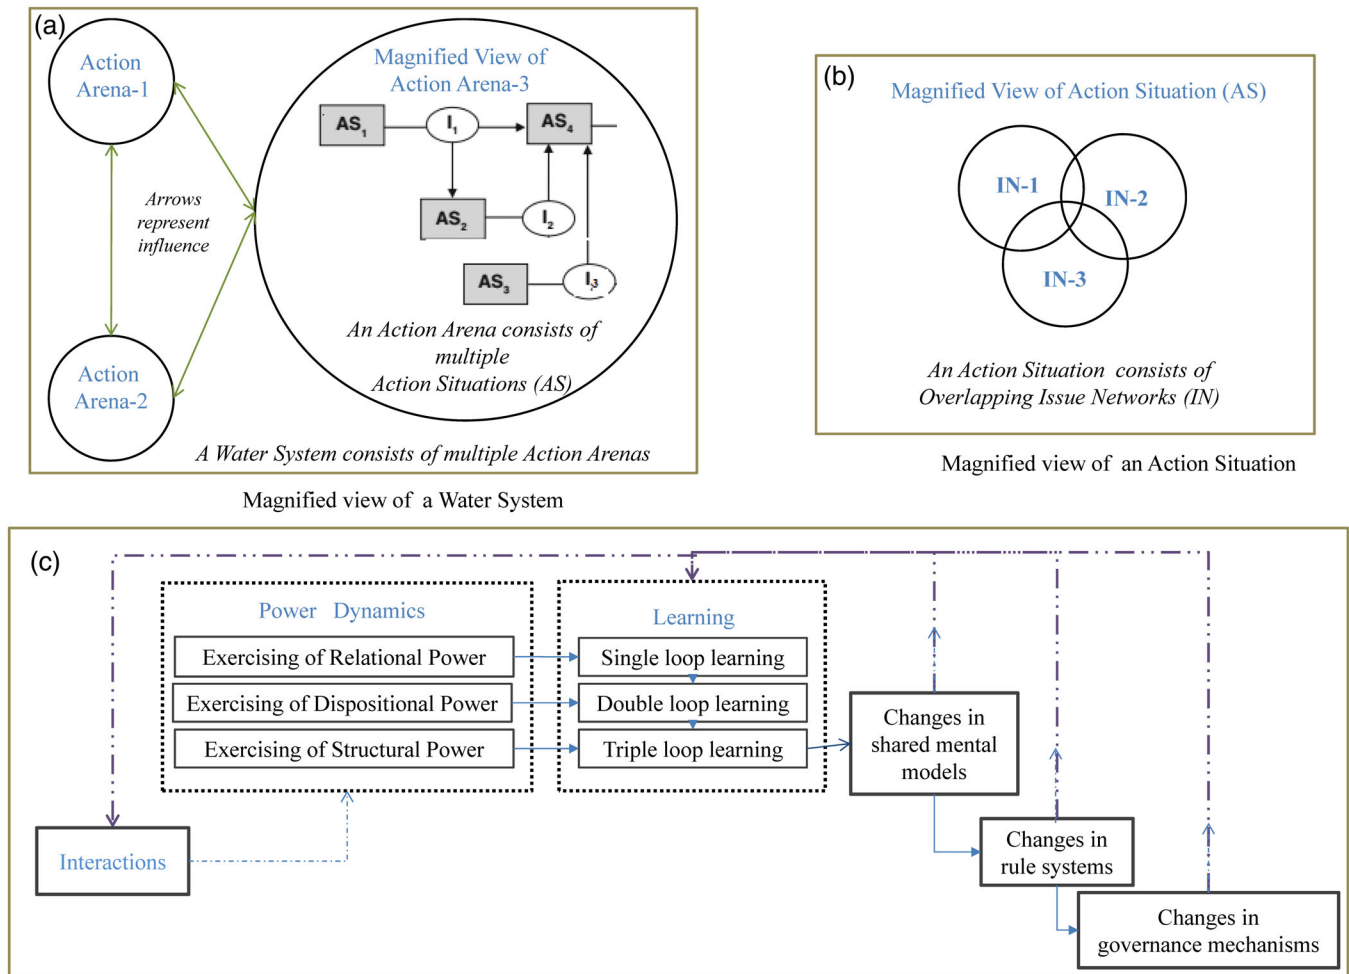 (a)
Action
Arena-1
Magnified View of
Action Arena-3
AS1
I1
AS4
Arrows
represent
influence
AS2
I2
AS3
I3
An Action Arena consists of
multiple
Action Situations (AS)
Action
Arena-2
A Water System consists of multiple Action Arenas
Magnified view of a Water System
(b)
Magnified View of Action Situation (AS)
IN-1
IN-2
IN-3
An Action Situation consists of
Overlapping Issue Networks (IN)
Magnified view of an Action Situation
(c)
Power Dynamics
Exercising of Relational Power
Exercising of Dispositional Power
Exercising of Structural Power
Learning
Single loop learning
Double loop learning
Triple loop learning
Changes in
shared mental
models
Interactions
Changes in
rule systems
Changes in
governance mechanisms